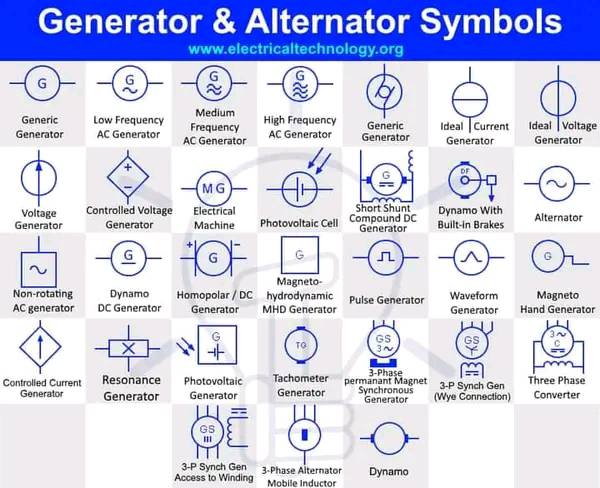 Generator & Alternator Symbols
www.electricaltechnology.org
G
G
G
G
Generic
Generator
Low Frequency
AC Generator
Medium
Frequency
AC Generator
High Frequency
AC Generator
Generic
Generator
Ideal Current
Generator
Ideal Voltage
Generator
+
-
MG
G
DF
Voltage
Generator
Controlled Voltage
Generator
Electrical
Machine
Photovoltaic Cell
Short Shunt
Compound DC
Generator
Dynamo With
Built-in Brakes
Alternator
G
+ G -
G
G
Non-rotating
AC generator
Dynamo
DC Generator
Homopolar / DC
Generator
Magneto-
hydrodynamic
MHD Generator
Pulse Generator
Waveform
Generator
Magneto
Hand Generator
G
TG
GS
3~
GS
Y
3~
C
Controlled Current
Generator
Resonance
Generator
Photovoltaic
Generator
Tachometer
Generator
3-Phase
permanant Magnet
Synchronous
Generator
3-P Synch Gen
(Wye Connection)
Three Phase
Converter
GS
III
3-P Synch Gen
Access to Winding
3-Phase Alternator
Mobile Inductor
Dynamo